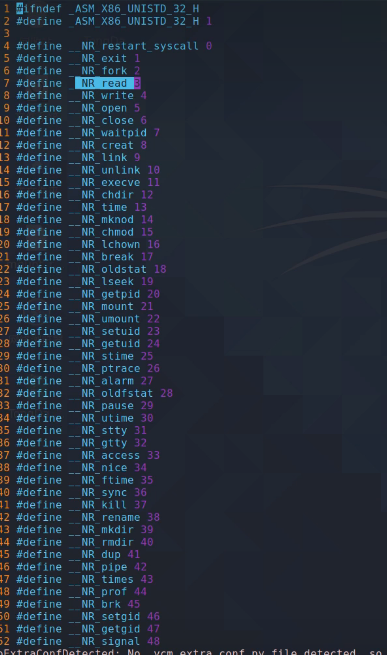 1 #ifndef _ASM_X86_UNISTD_32_H
2 #define _ASM_X86_UNISTD_32_H 1
3
4 #define __NR_restart_syscall 0
5 #define __NR_exit 1
6 #define __NR_fork 2
7 #define __NR_read 3
8 #define __NR_write 4
9 #define __NR_open 5
10 #define __NR_close 6
11 #define __NR_waitpid 7
12 #define __NR_creat 8
13 #define __NR_link 9
14 #define __NR_unlink 10
15 #define __NR_execve 11
16 #define __NR_chdir 12
17 #define __NR_time 13
18 #define __NR_mknod 14
19 #define __NR_chmod 15
20 #define __NR_lchown 16
21 #define __NR_break 17
22 #define __NR_oldstat 18
23 #define __NR_lseek 19
24 #define __NR_getpid 20
25 #define __NR_mount 21
26 #define __NR_umount 22
27 #define __NR_setuid 23
28 #define __NR_getuid 24
29 #define __NR_stime 25
30 #define __NR_ptrace 26
31 #define __NR_alarm 27
32 #define __NR_oldfstat 28
33 #define __NR_pause 29
34 #define __NR_utime 30
35 #define __NR_stty 31
36 #define __NR_gtty 32
37 #define __NR_access 33
38 #define __NR_nice 34
39 #define __NR_ftime 35
40 #define __NR_sync 36
41 #define __NR_kill 37
42 #define __NR_rename 38
43 #define __NR_mkdir 39
44 #define __NR_rmdir 40
45 #define __NR_dup 41
46 #define __NR_pipe 42
47 #define __NR_times 43
48 #define __NR_prof 44
49 #define __NR_brk 45
50 #define __NR_setgid 46
51 #define __NR_getgid 47
52 #define __NR_signal 48
oExtraConfDetected: No .ycm_extra_conf.py file detected, so